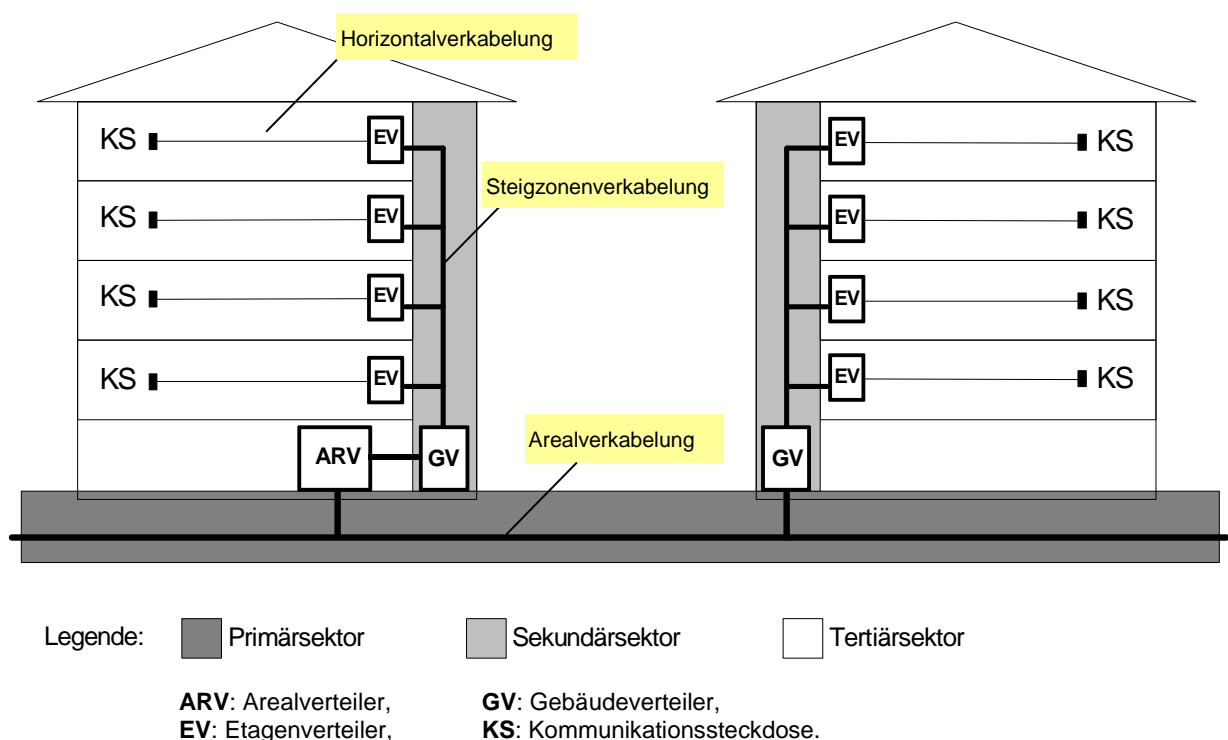 Horizontalverkabelung
KS EV EV KS
Steigzonenverkabelung
KS EV EV KS
KS EV EV KS
KS EV EV KS
Arealverkabelung
ARV GV GV
Legende: Primärsektor Sekundärsektor Tertiärsektor
ARV: Arealverteiler, GV: Gebäudeverteiler,
EV: Etagenverteiler, KS: Kommunikationssteckdose.